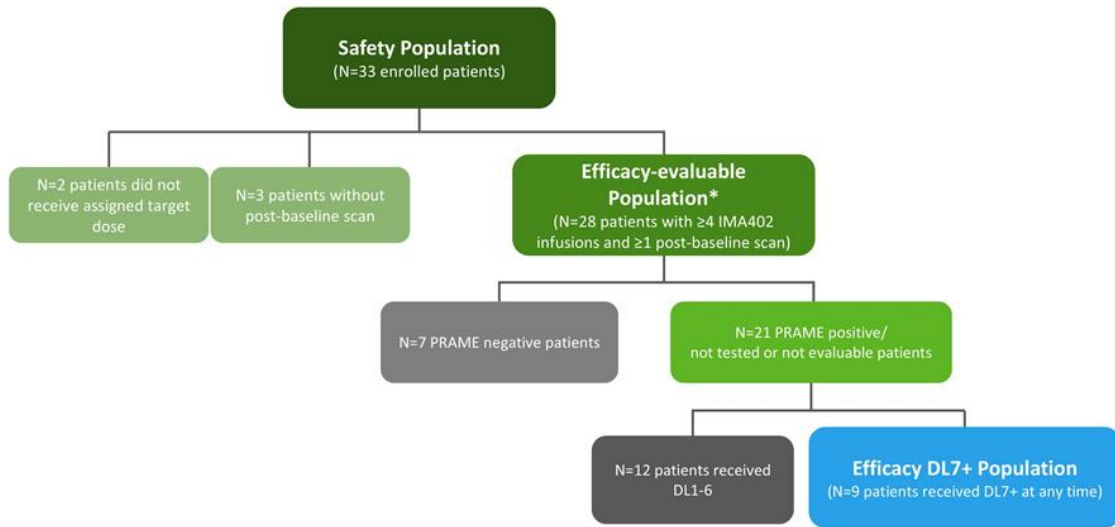 Safety Population
(N=33 enrolled patients)
N=2 patients did not
receive assigned target
dose
N=3 patients without
post-baseline scan
Efficacy-evaluable
Population*
(N=28 patients with ≥4 IMA402
infusions and ≥1 post-baseline scan)
N=7 PRAME negative patients
N=21 PRAME positive/
not tested or not evaluable patients
N=12 patients received
DL1-6
Efficacy DL7+ Population
(N=9 patients received DL7+ at any time)